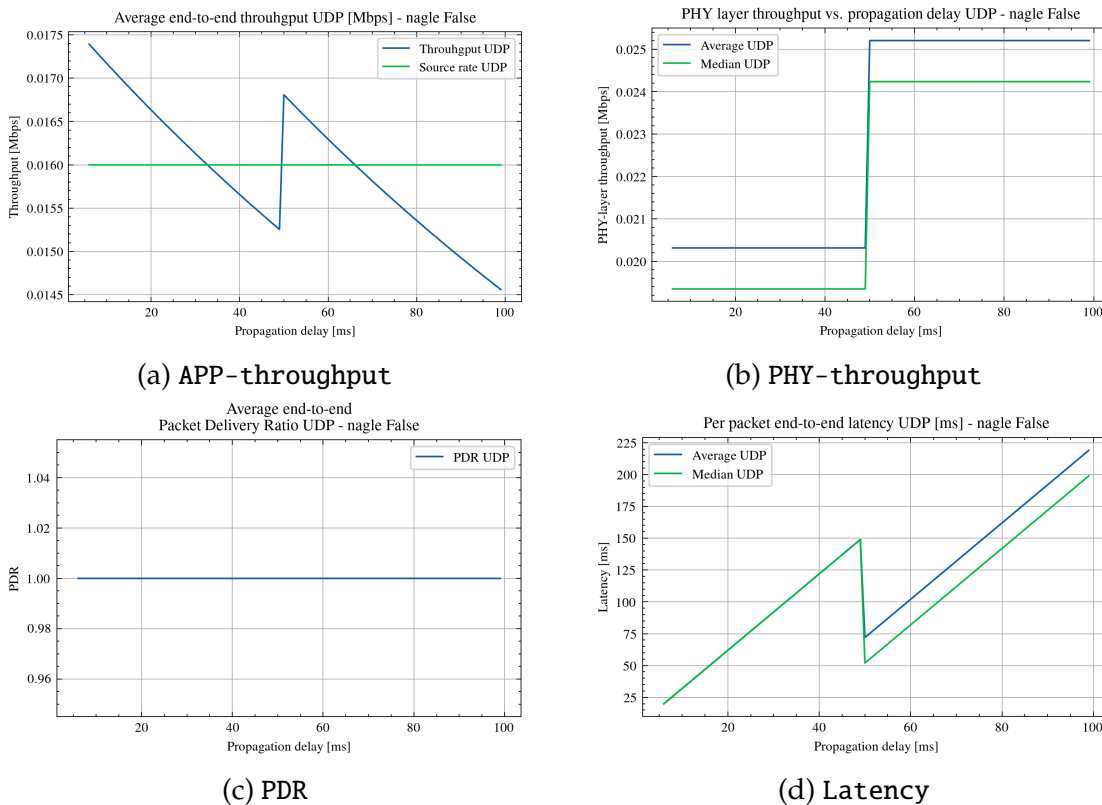 Average end-to-end throuhgput UDP [Mbps] - nagle False
0.0175
0.0170
0.0165
0.0160
0.0155
0.0150
0.0145
Throughput [Mbps]
Throuhgput UDP
Source rate UDP
20
40
60
80
100
Propagation delay [ms]
(a) APP-throughput
PHY layer throughput vs. propagation delay UDP - nagle False
0.025
0.024
0.023
0.022
0.021
0.020
PHY-layer throughput [Mbps]
Average UDP
Median UDP
20
40
60
80
100
Propagation delay [ms]
(b) PHY-throughput
Average end-to-end
Packet Delivery Ratio UDP - nagle False
1.04
1.02
1.00
0.98
0.96
PDR
PDR UDP
20
40
60
80
100
Propagation delay [ms]
(c) PDR
Per packet end-to-end latency UDP [ms] - nagle False
225
200
175
150
125
100
75
50
25
Latency [ms]
Average UDP
Median UDP
20
40
60
80
100
Propagation delay [ms]
(d) Latency